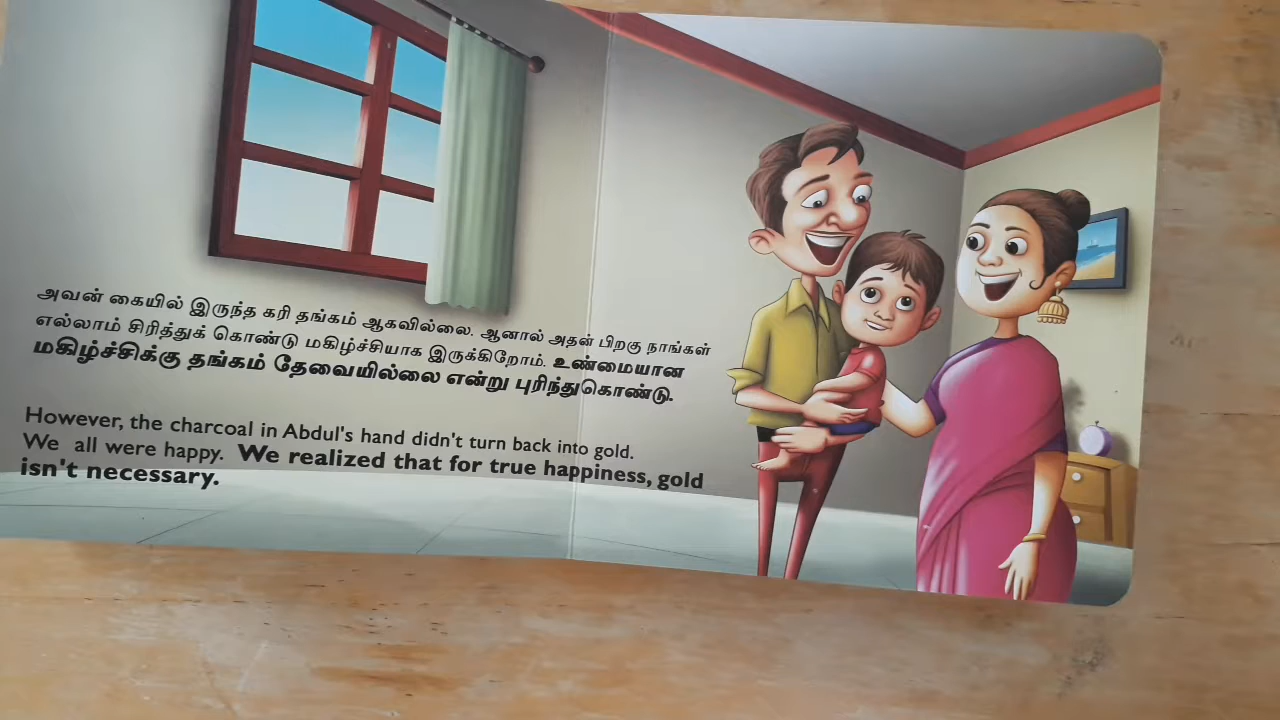 அவன் கையில் இருந்த கரி தங்கம் ஆகவில்லை. ஆனால் அதன் பிறகு நாங்கள்
எல்லாம் சிரித்துக் கொண்டு மகிழ்ச்சியாக இருக்கிறோம். உண்மையான
மகிழ்ச்சிக்கு தங்கம் தேவையில்லை என்று புரிந்துகொண்டு.
However, the charcoal in Abdul's hand didn't turn back into gold.
We all were happy. We realized that for true happiness, gold
isn't necessary.